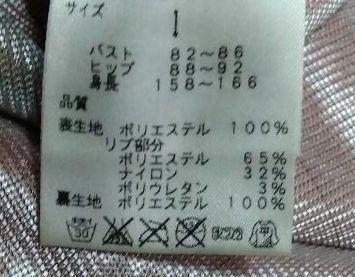 サイズ
バスト 82〜86
ヒップ 88〜92
身長 158〜166
品質
表生地 ポリエステル 100%
リブ部分
ポリエステル 65%
ナイロン 32%
ポリウレタン 3%
裏生地 ポリエステル 100%
30